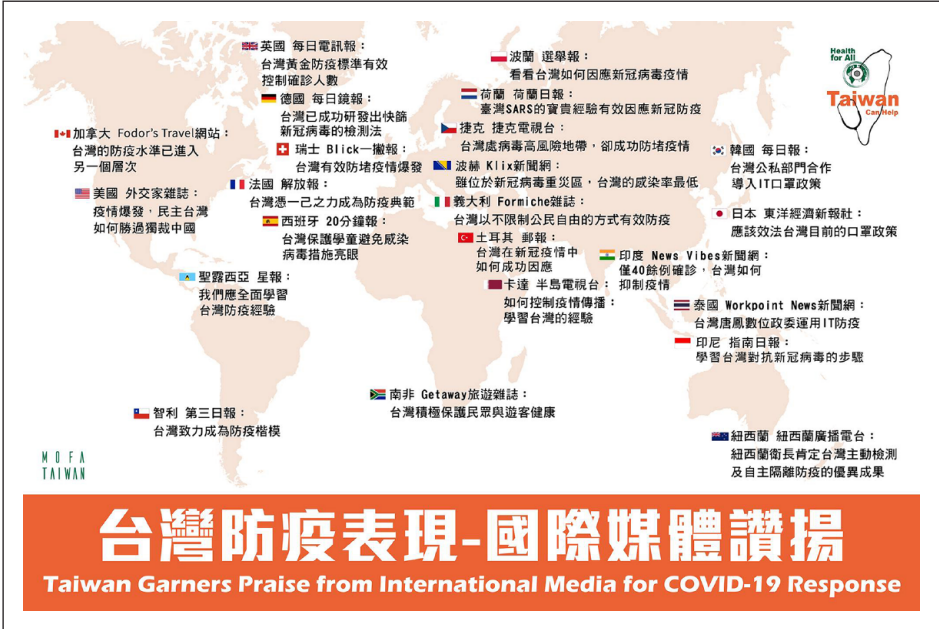 英國 每日電訊報：
台灣黃金防疫標準有效
控制確診人數
德國 每日鏡報：
台灣已成功研發出快篩
新冠病毒的檢測法
加拿大 Fodor's Travel網站：
台灣的防疫水準已進入
另一個層次
瑞士 Blick一撇報：
台灣有效防堵疫情爆發
美國 外交家雜誌：
疫情爆發，民主台灣
如何勝過獨裁中國
法國 解放報：
台灣憑一己之力成為防疫典範
西班牙 20分鐘報：
台灣保護學童避免感染
病毒措施亮眼
聖露西亞 星報：
我們應全面學習
台灣防疫經驗
智利 第三日報：
台灣致力成為防疫楷模
波蘭 選舉報：
看看台灣如何因應新冠病毒疫情
荷蘭 荷蘭日報：
臺灣SARS的寶貴經驗有效因應新冠防疫
捷克 捷克電視台：
台灣處病毒高風險地帶，卻成功防堵疫情
波赫 Klix新聞網：
雖位於新冠病毒重災區，台灣的感染率最低
義大利 Formiche雜誌：
台灣以不限制公民自由的方式有效防疫
土耳其 郵報：
台灣在新冠疫情中
如何成功因應
卡達 半島電視台：
如何控制疫情傳播：
學習台灣的經驗
印度 News Vibes新聞網：
僅40餘例確診，台灣如何
抑制疫情
南非 Getaway旅遊雜誌：
台灣積極保護民眾與遊客健康
Health
for All
Taiwan
Can Help
韓國 每日報：
台灣公私部門合作
導入IT口罩政策
日本 東洋經濟新報社：
應該效法台灣目前的口罩政策
泰國 Workpoint News新聞網：
台灣唐鳳數位政委運用IT防疫
印尼 指南日報：
學習台灣對抗新冠病毒的步驟
紐西蘭 紐西蘭廣播電台：
紐西蘭衛長肯定台灣主動檢測
及自主隔離防疫的優異成果
MOFA
TAIWAN
台灣防疫表現-國際媒體讚揚
Taiwan Garners Praise from International Media for COVID-19 Response